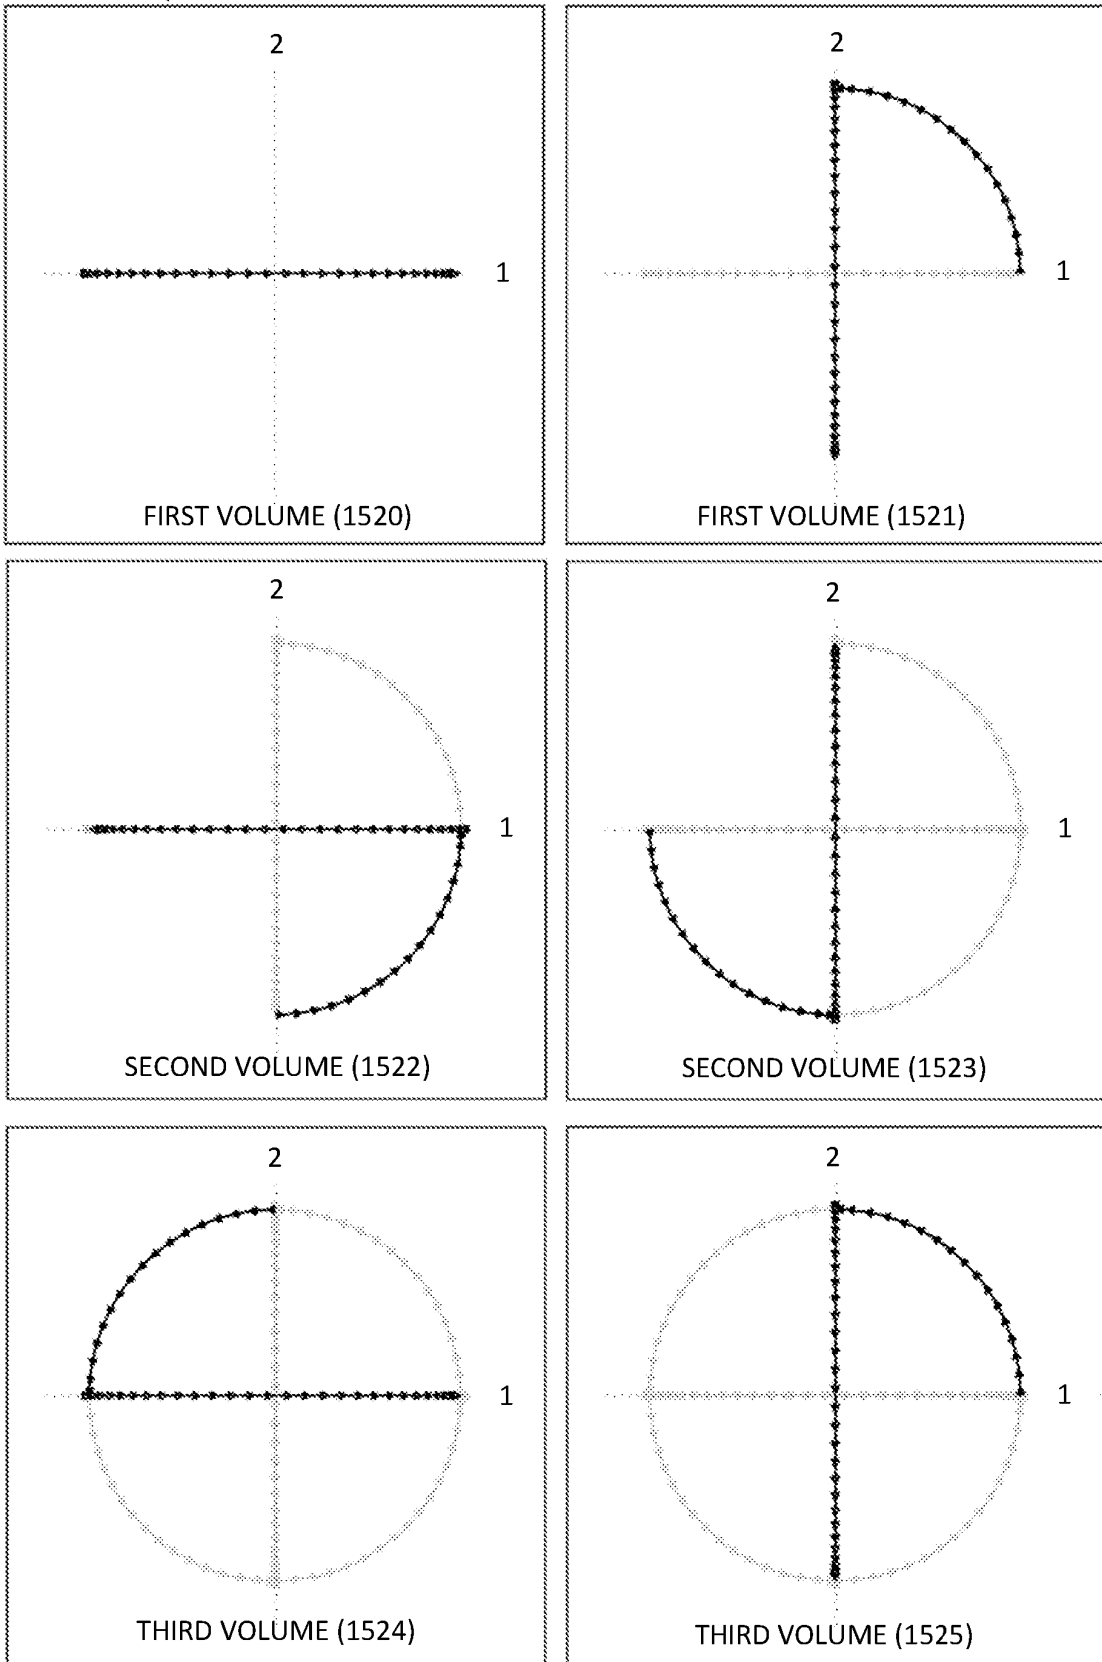 2
1
FIRST VOLUME (1520)
2
1
FIRST VOLUME (1521)
2
1
SECOND VOLUME (1522)
2
1
SECOND VOLUME (1523)
2
1
THIRD VOLUME (1524)
2
1
THIRD VOLUME (1525)